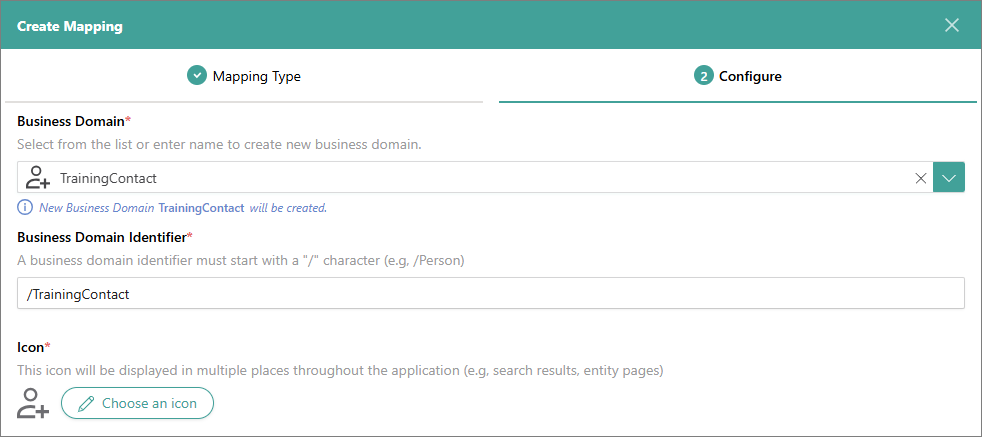 Create Mapping
Mapping Type
2 Configure
Business Domain*
Select from the list or enter name to create new business domain.
TrainingContact
New Business Domain TrainingContact will be created.
Business Domain Identifier*
A business domain identifier must start with a "/" character (e.g, /Person)
/TrainingContact
Icon*
This icon will be displayed in multiple places throughout the application (e.g, search results, entity pages)
Choose an icon